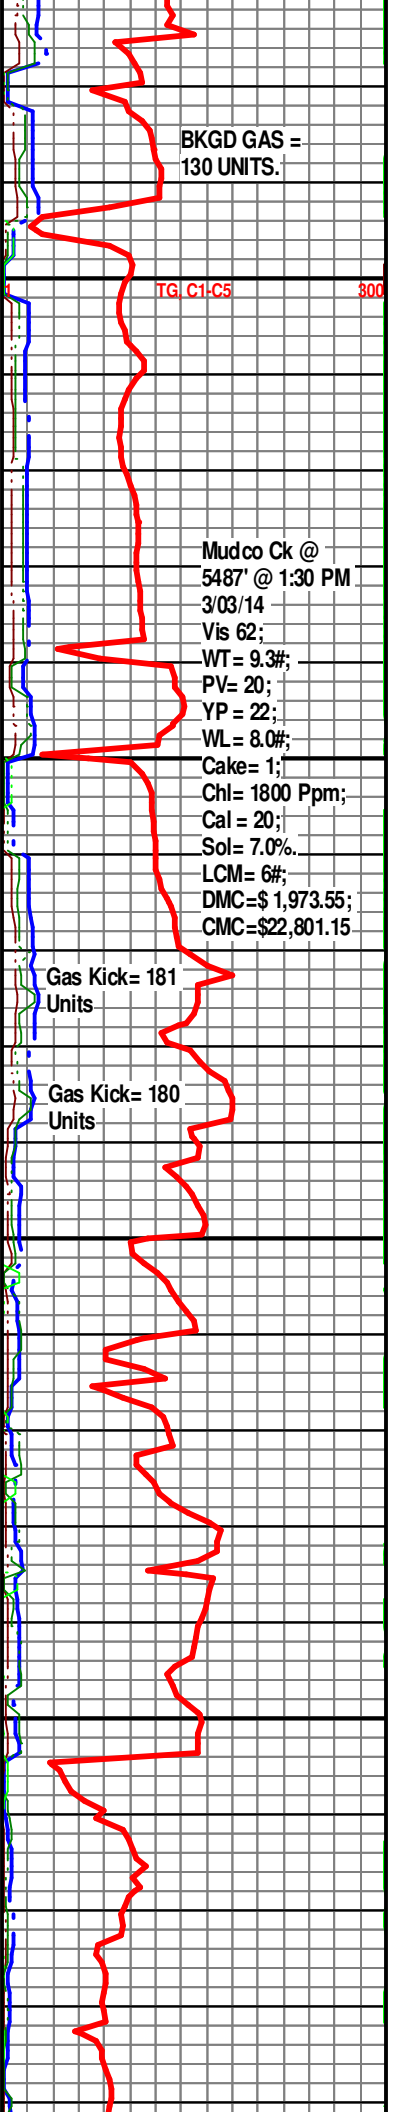 BKGD GAS =
130 UNITS.
1 TG, C1-C5 300
Mudco Ck @
5487' @ 1:30 PM
3/03/14
Vis 62;
WT= 9.3#;
PV= 20;
YP = 22;
WL= 8.0#;
Cake= 1;
Chl= 1800 Ppm;
Cal = 20;
Sol= 7.0%.
LCM= 6#;
DMC=$ 1,973.55;
CMC=$22,801.15
Gas Kick= 181
Units
Gas Kick= 180
Units